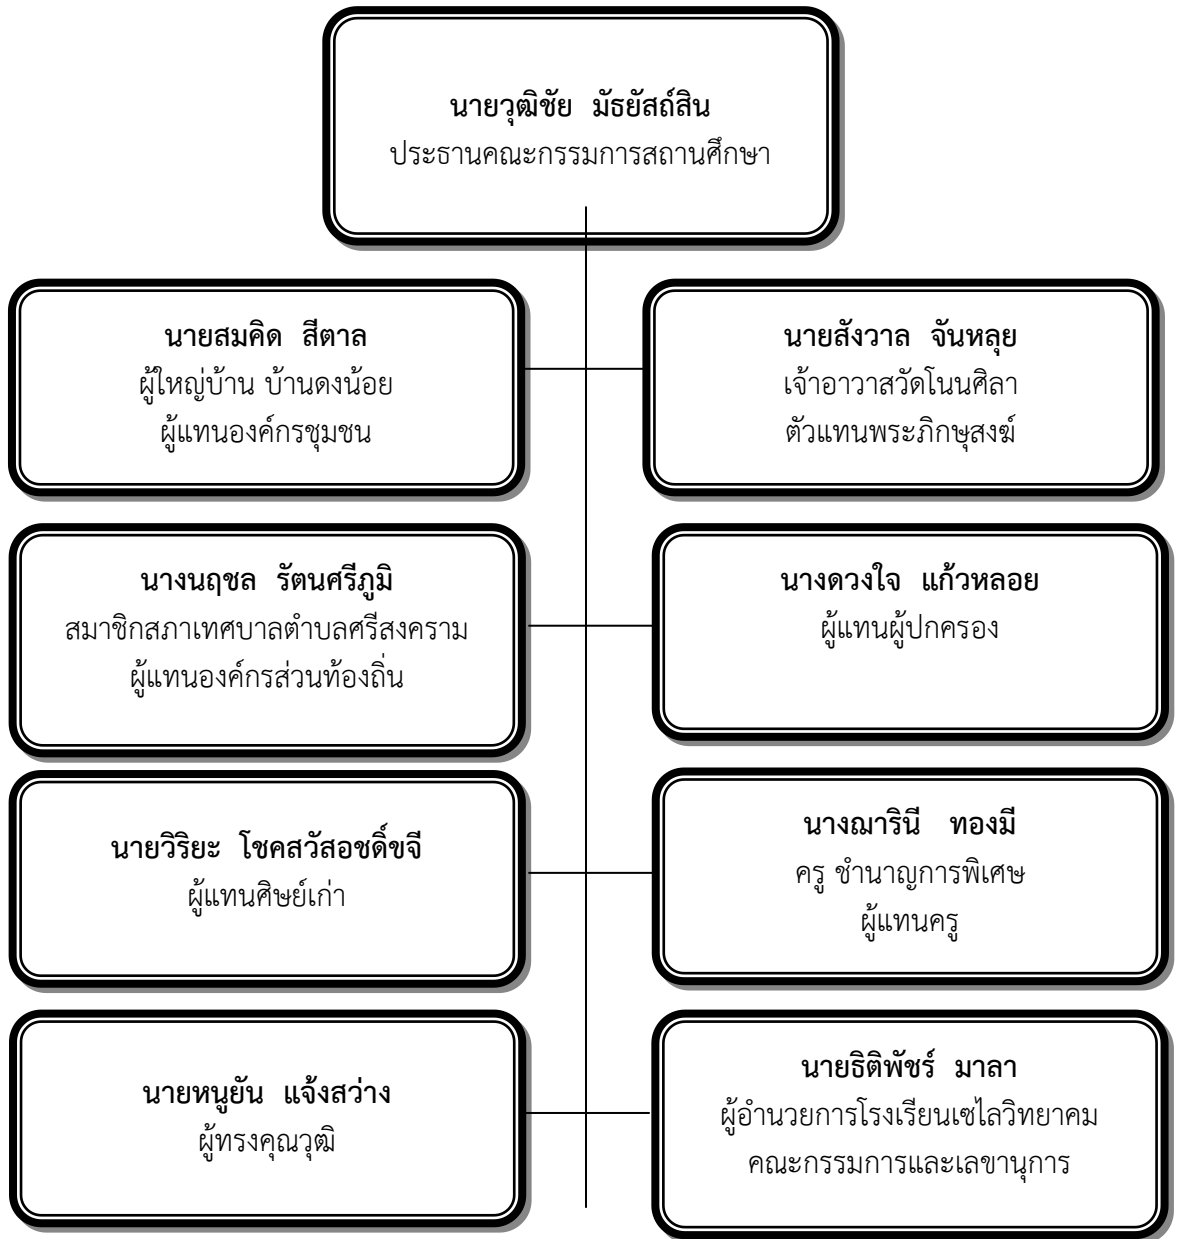 นายวุฒิชัย มัธยัสถ์สิน
ประธานคณะกรรมการสถานศึกษา
นายสมคิด สีตาล
ผู้ใหญ่บ้าน บ้านดงน้อย
ผู้แทนองค์กรชุมชน
นายสังวาล จันหลุย
เจ้าอาวาสวัดโนนศิลา
ตัวแทนพระภิกษุสงฆ์
นางนฤชล รัตนศรีภูมิ
สมาชิกสภาเทศบาลตำบลศรีสงคราม
ผู้แทนองค์กรส่วนท้องถิ่น
นางดวงใจ แก้วหลอย
ผู้แทนผู้ปกครอง
นายวิริยะ โชคสวัสอชดิ์ขจี
ผู้แทนศิษย์เก่า
นางฌารินี ทองมี
ครู ชำนาญการพิเศษ
ผู้แทนครู
นายหนูยัน แจ้งสว่าง
ผู้ทรงคุณวุฒิ
นายธิติพัชร์ มาลา
ผู้อำนวยการโรงเรียนเซไลวิทยาคม
คณะกรรมการและเลขานุการ